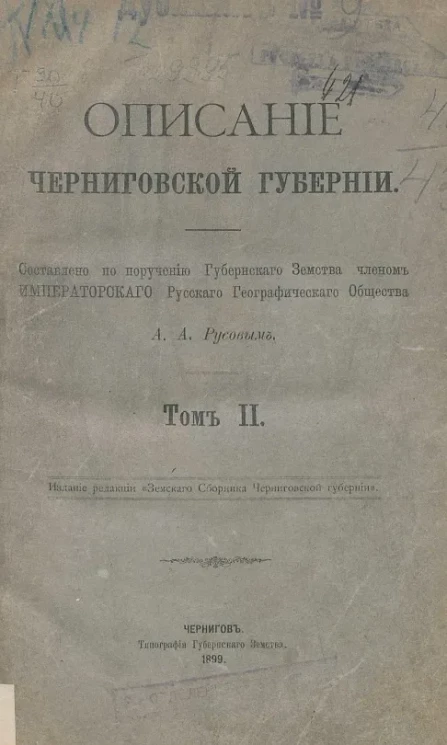 ОПИСАНІЕ
ЧЕРНИГОВСКОЙ ГУБЕРНІИ.
Составлено по порученію Губернскаго Земства членомъ
ИМПЕРАТОРСКАГО Русскаго Географическаго Общества
А. А. Русовымъ.
Томъ II.
Изданіе редакціи «Земскаго Сборника Черниговской губерніи».
ЧЕРНИГОВЪ.
Типографія Губернскаго Земства.
1899.